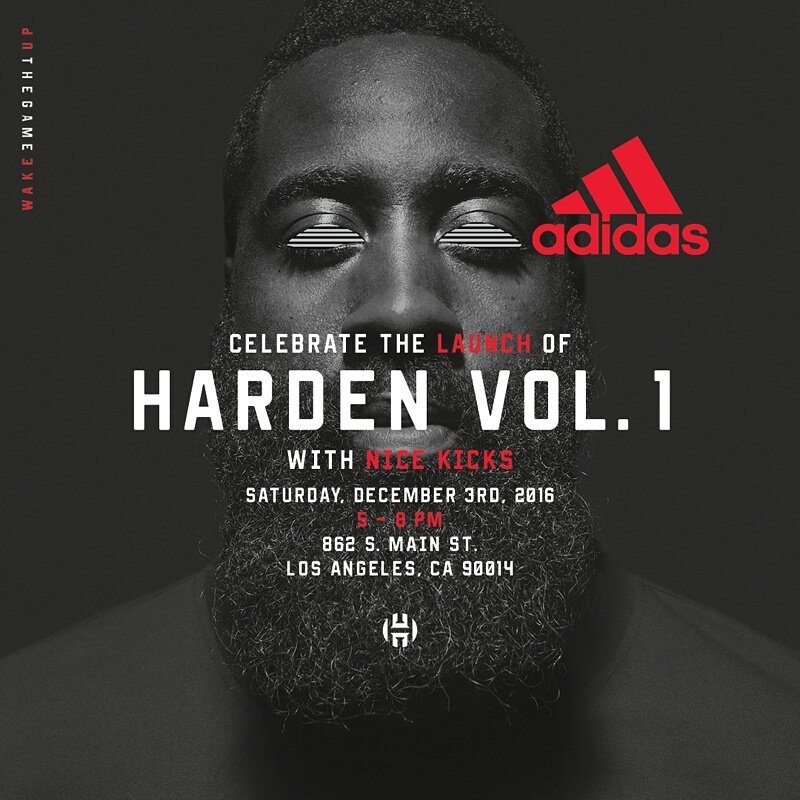 PUTHEGAMEWAKE
adidas
CELEBRATE THE LAUNCH OF
HARDEN VOL. 1
WITH NICE KICKS
SATURDAY, DECEMBER 3RD, 2016
5 - 8 PM
862 S. MAIN ST.
LOS ANGELES, CA 90014